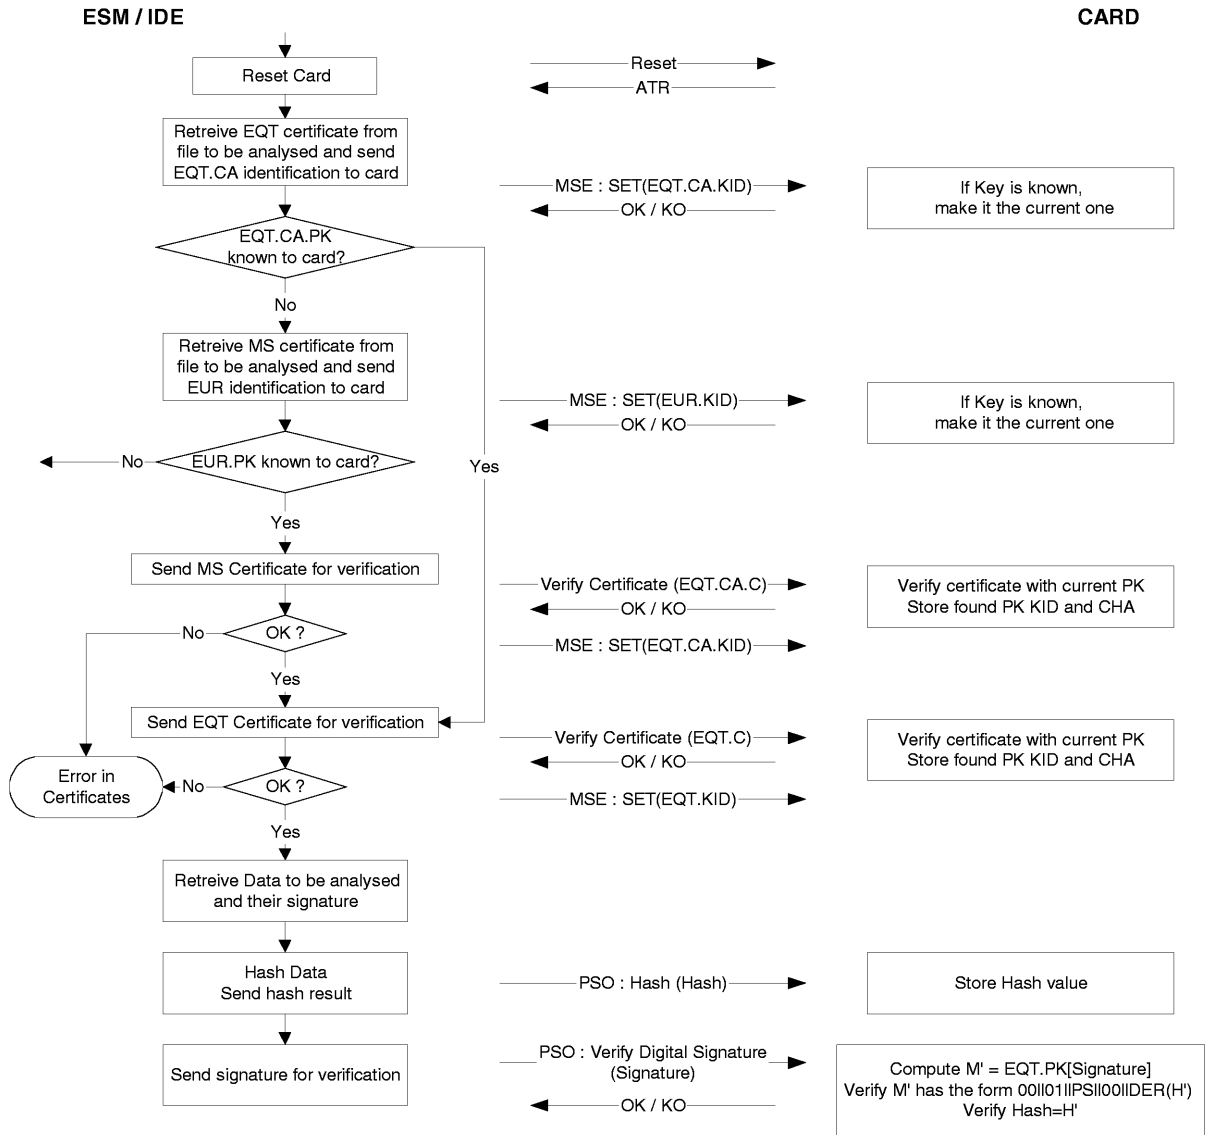 ESM / IDE
CARD
Reset Card
Reset
ATR
Retreive EQT certificate from
file to be analysed and send
EQT.CA identification to card
MSE : SET(EQT.CA.KID)
OK / KO
If Key is known,
make it the current one
EQT.CA.PK
known to card?
No
Retreive MS certificate from
file to be analysed and send
EUR identification to card
MSE : SET(EUR.KID)
OK / KO
If Key is known,
make it the current one
No
EUR.PK known to card?
Yes
Yes
Send MS Certificate for verification
Verify Certificate (EQT.CA.C)
OK / KO
Verify certificate with current PK
Store found PK KID and CHA
No
OK ?
MSE : SET(EQT.CA.KID)
Yes
Send EQT Certificate for verification
Verify Certificate (EQT.C)
OK / KO
Verify certificate with current PK
Store found PK KID and CHA
Error in
Certificates
No
OK ?
MSE : SET(EQT.KID)
Yes
Retreive Data to be analysed
and their signature
Hash Data
Send hash result
PSO : Hash (Hash)
Store Hash value
Send signature for verification
PSO : Verify Digital Signature
(Signature)
OK / KO
Compute M' = EQT.PK[Signature]
Verify M' has the form 00ll01llPSll00llDER(H')
Verify Hash=H'